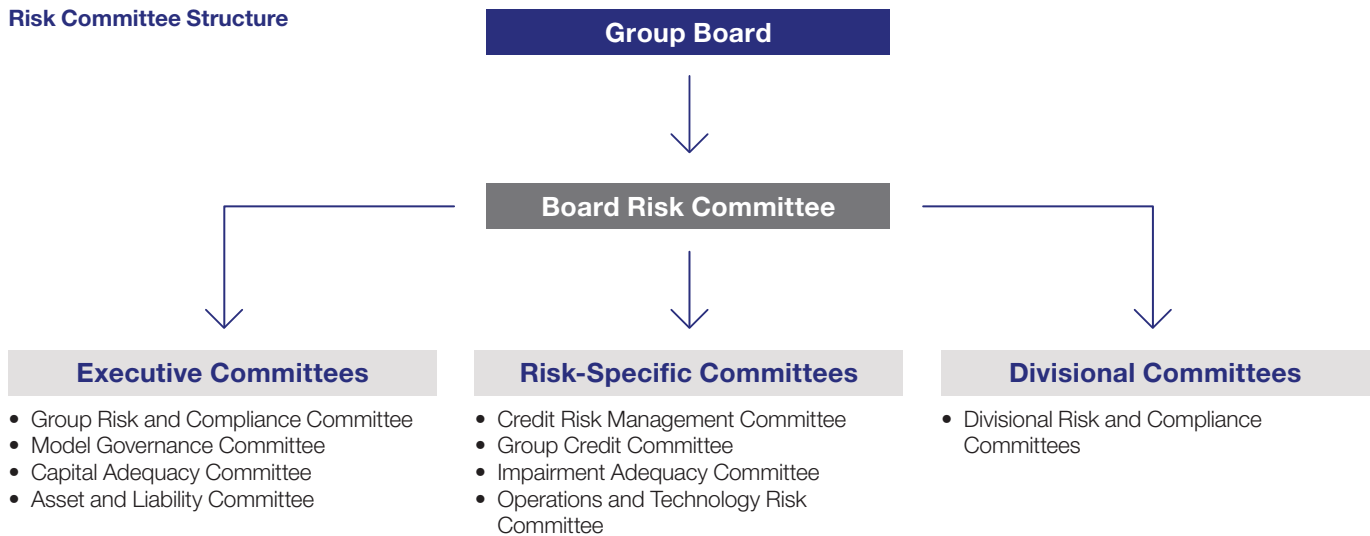 Risk Committee Structure
Group Board
Board Risk Committee
Executive Committees
• Group Risk and Compliance Committee
• Model Governance Committee
• Capital Adequacy Committee
• Asset and Liability Committee
Risk-Specific Committees
• Credit Risk Management Committee
• Group Credit Committee
• Impairment Adequacy Committee
• Operations and Technology Risk
Committee
Divisional Committees
• Divisional Risk and Compliance
Committees